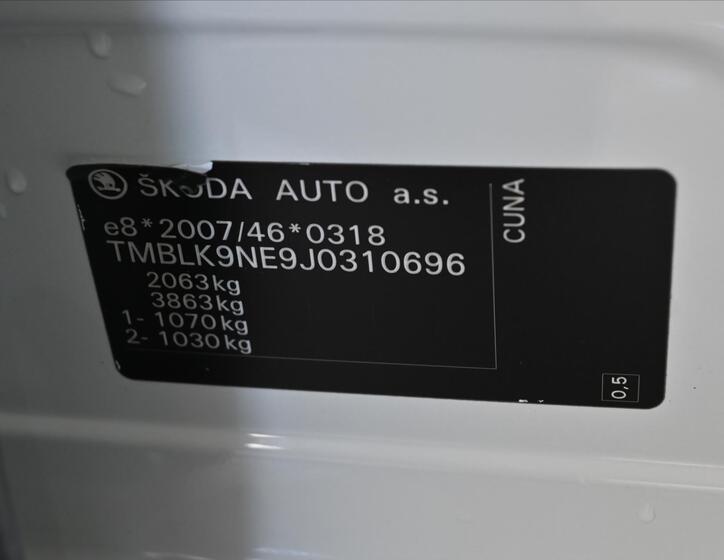 ŠKODA AUTO a.s.
e8*2007/46*0318
TMBLK9NE9J0310696
2063kg
3863kg
1- 1070kg
2- 1030kg
CUNA
0,5